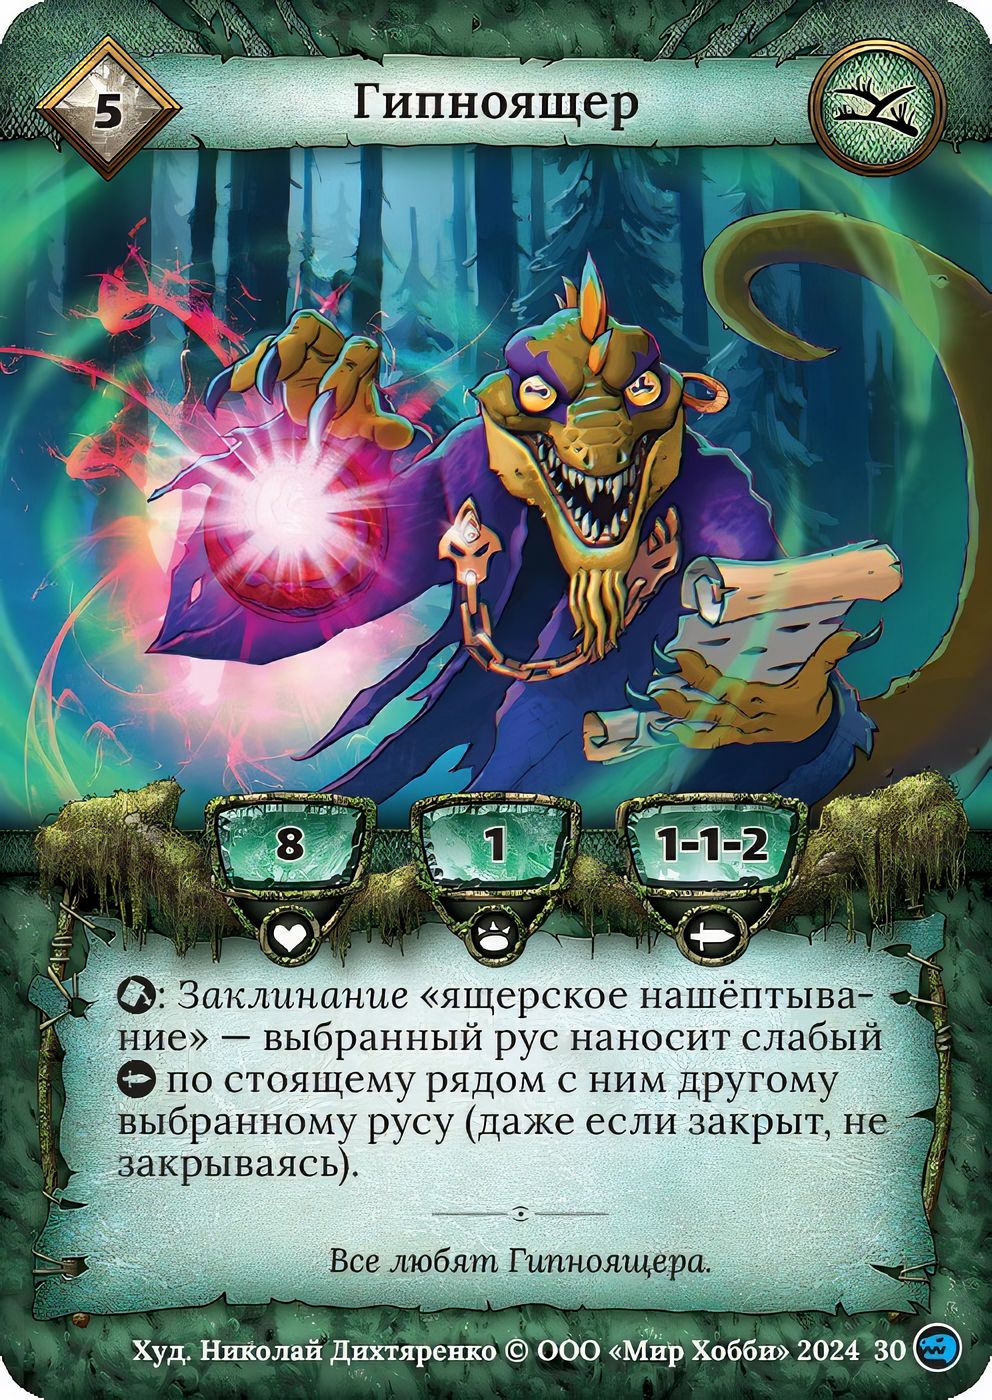 5
Гипноящер
8
1
1-1-2
: Заклинание «ящерское нашёптыва-
ние» — выбранный рус наносит слабый
по стоящему рядом с ним другому
выбранному русу (даже если закрыт, не
закрываясь).
Все любят Гипноящера.
Худ. Николай Дихтяренко © ООО «Мир Хобби» 2024 30